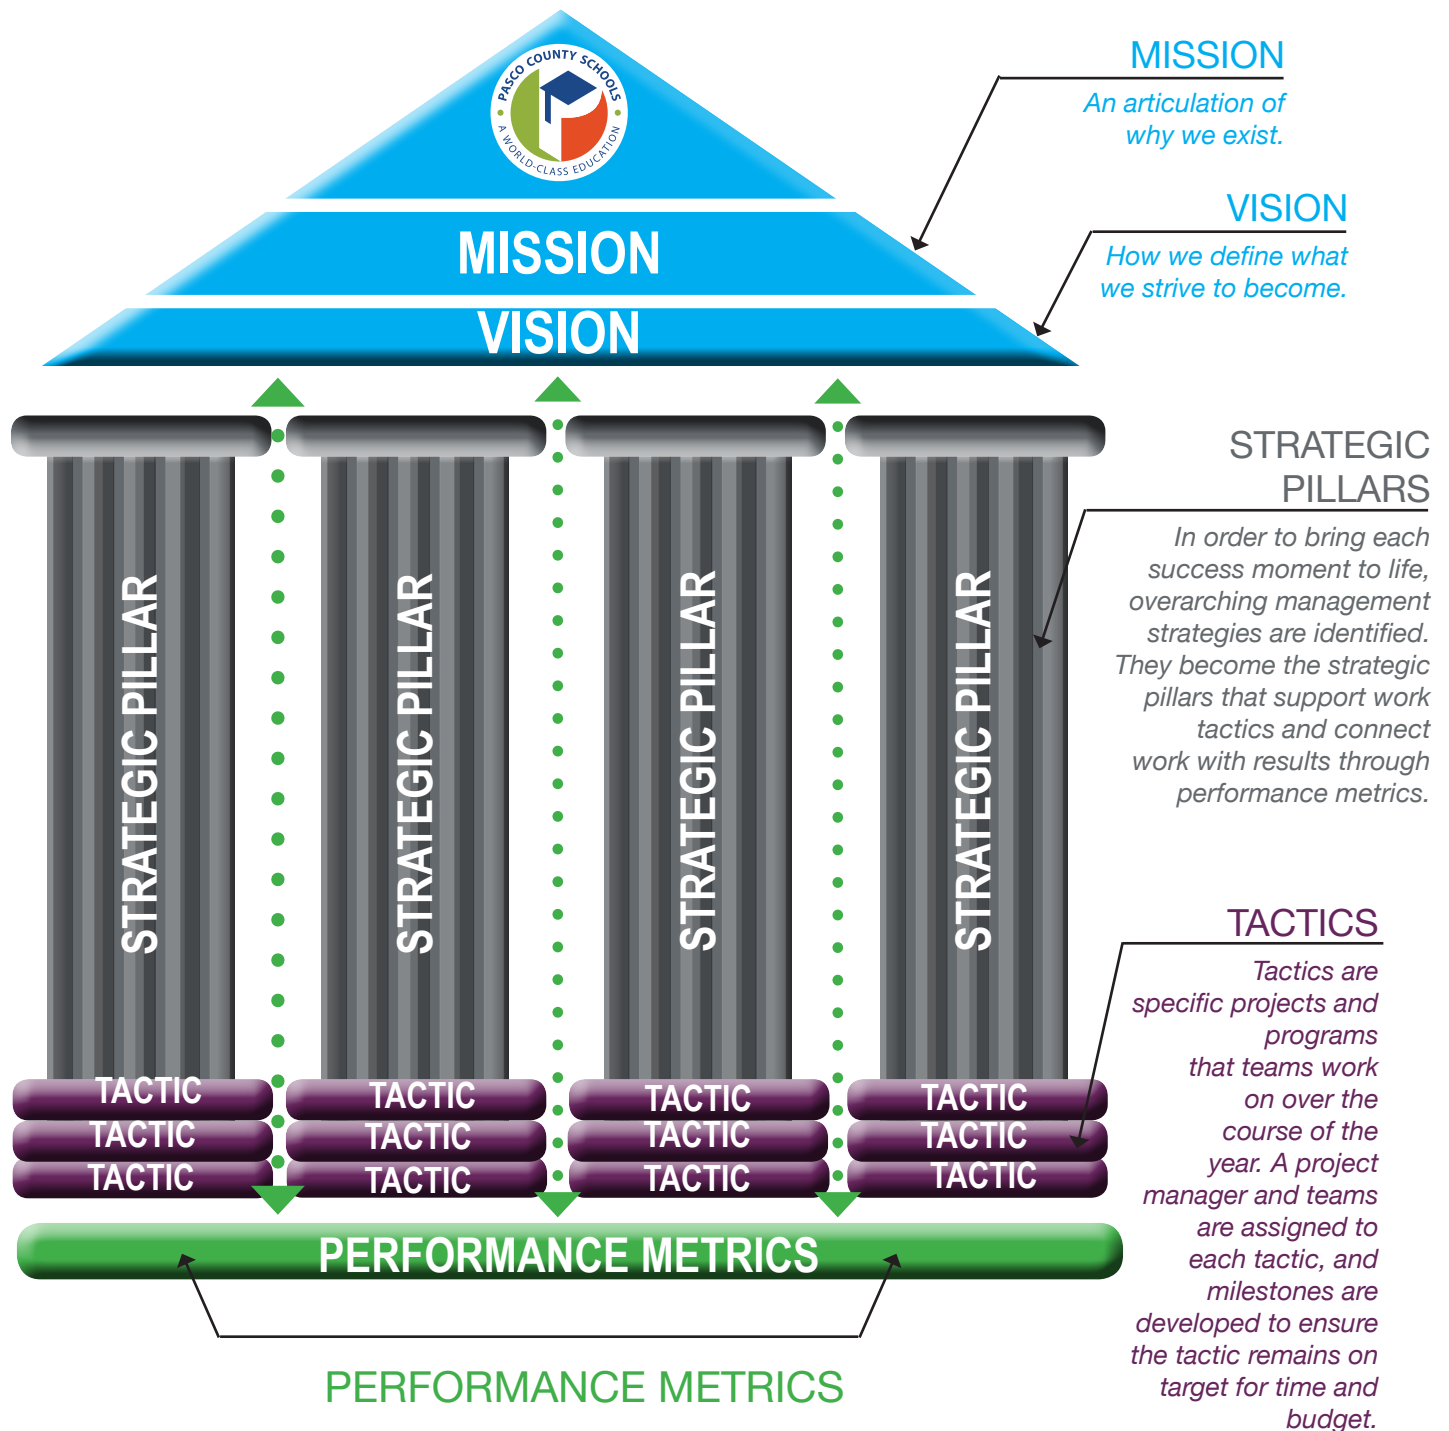 PASCO COUNTY SCHOOLS
A WORLD-CLASS EDUCATION
MISSION
VISION
MISSION
An articulation of
why we exist.
VISION
How we define what
we strive to become.
STRATEGIC PILLAR
STRATEGIC PILLAR
STRATEGIC PILLAR
STRATEGIC PILLAR
STRATEGIC
PILLARS
In order to bring each
success moment to life,
overarching management
strategies are identified.
They become the strategic
pillars that support work
tactics and connect
work with results through
performance metrics.
TACTIC TACTIC TACTIC TACTIC
TACTIC TACTIC TACTIC TACTIC
TACTIC TACTIC TACTIC TACTIC
TACTICS
Tactics are
specific projects and
programs
that teams work
on over the
course of the
year. A project
manager and teams
are assigned to
each tactic, and
milestones are
developed to ensure
the tactic remains on
target for time and
budget.
PERFORMANCE METRICS
PERFORMANCE METRICS